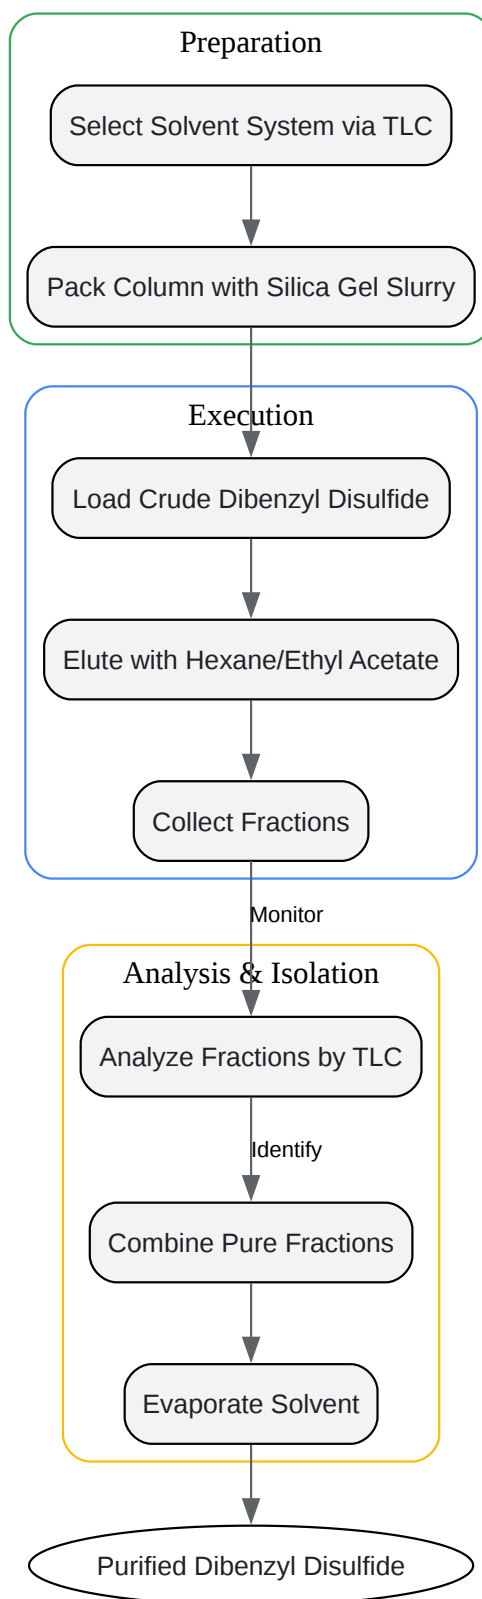 Preparation
Select Solvent System via TLC
Pack Column with Silica Gel Slurry
Execution
Load Crude Dibenzyl Disulfide
Elute with Hexane/Ethyl Acetate
Collect Fractions
Monitor
Analysis & Isolation
Analyze Fractions by TLC
Identify
Combine Pure Fractions
Evaporate Solvent
Purified Dibenzyl Disulfide